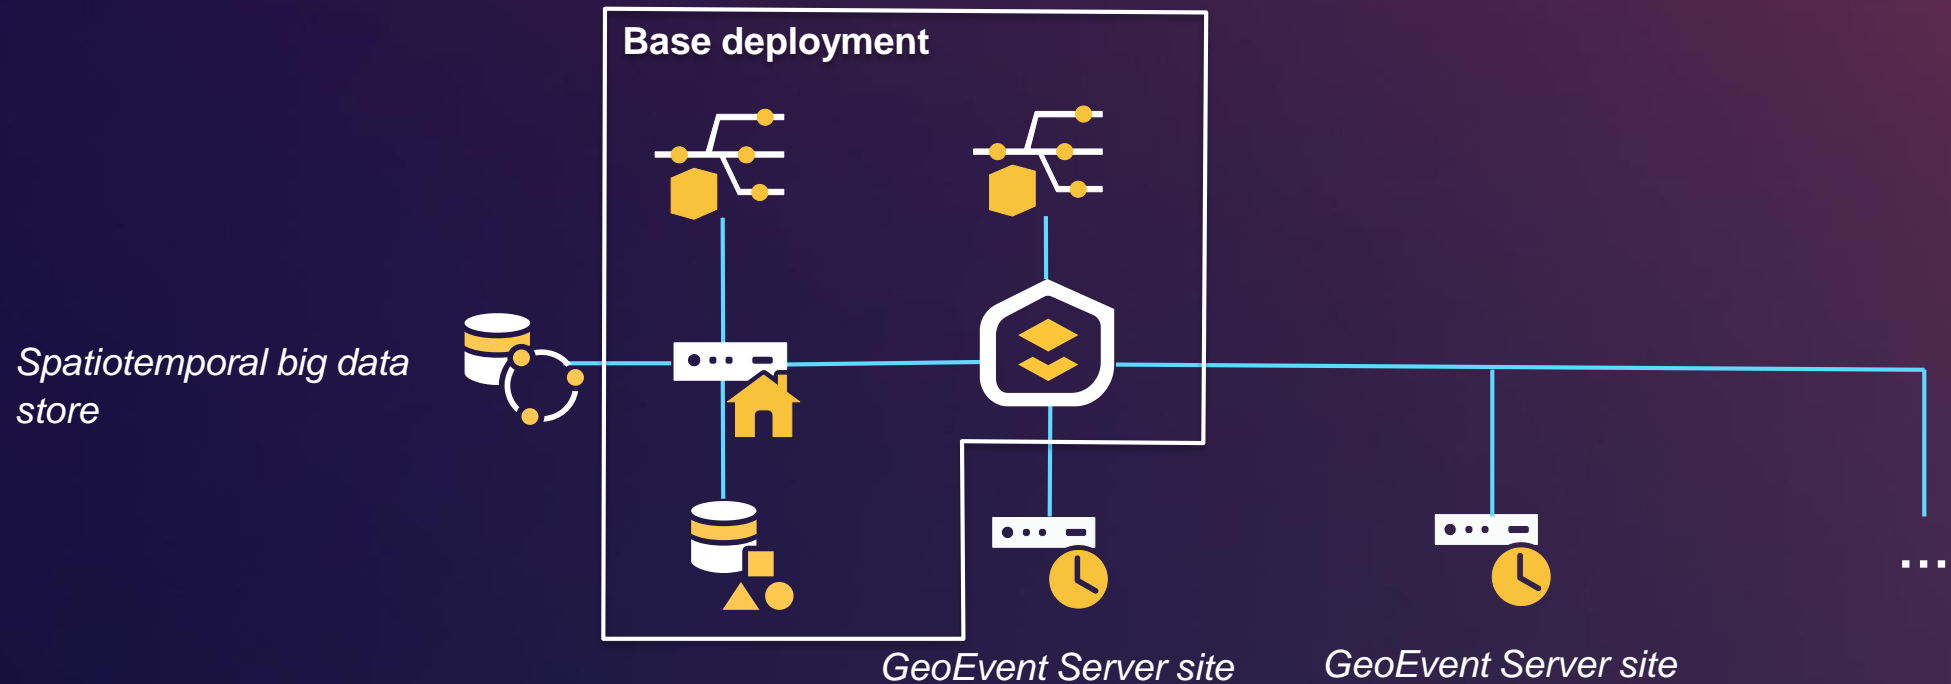 Base deployment
Spatiotemporal big data
store
GeoEvent Server site
GeoEvent Server site
...